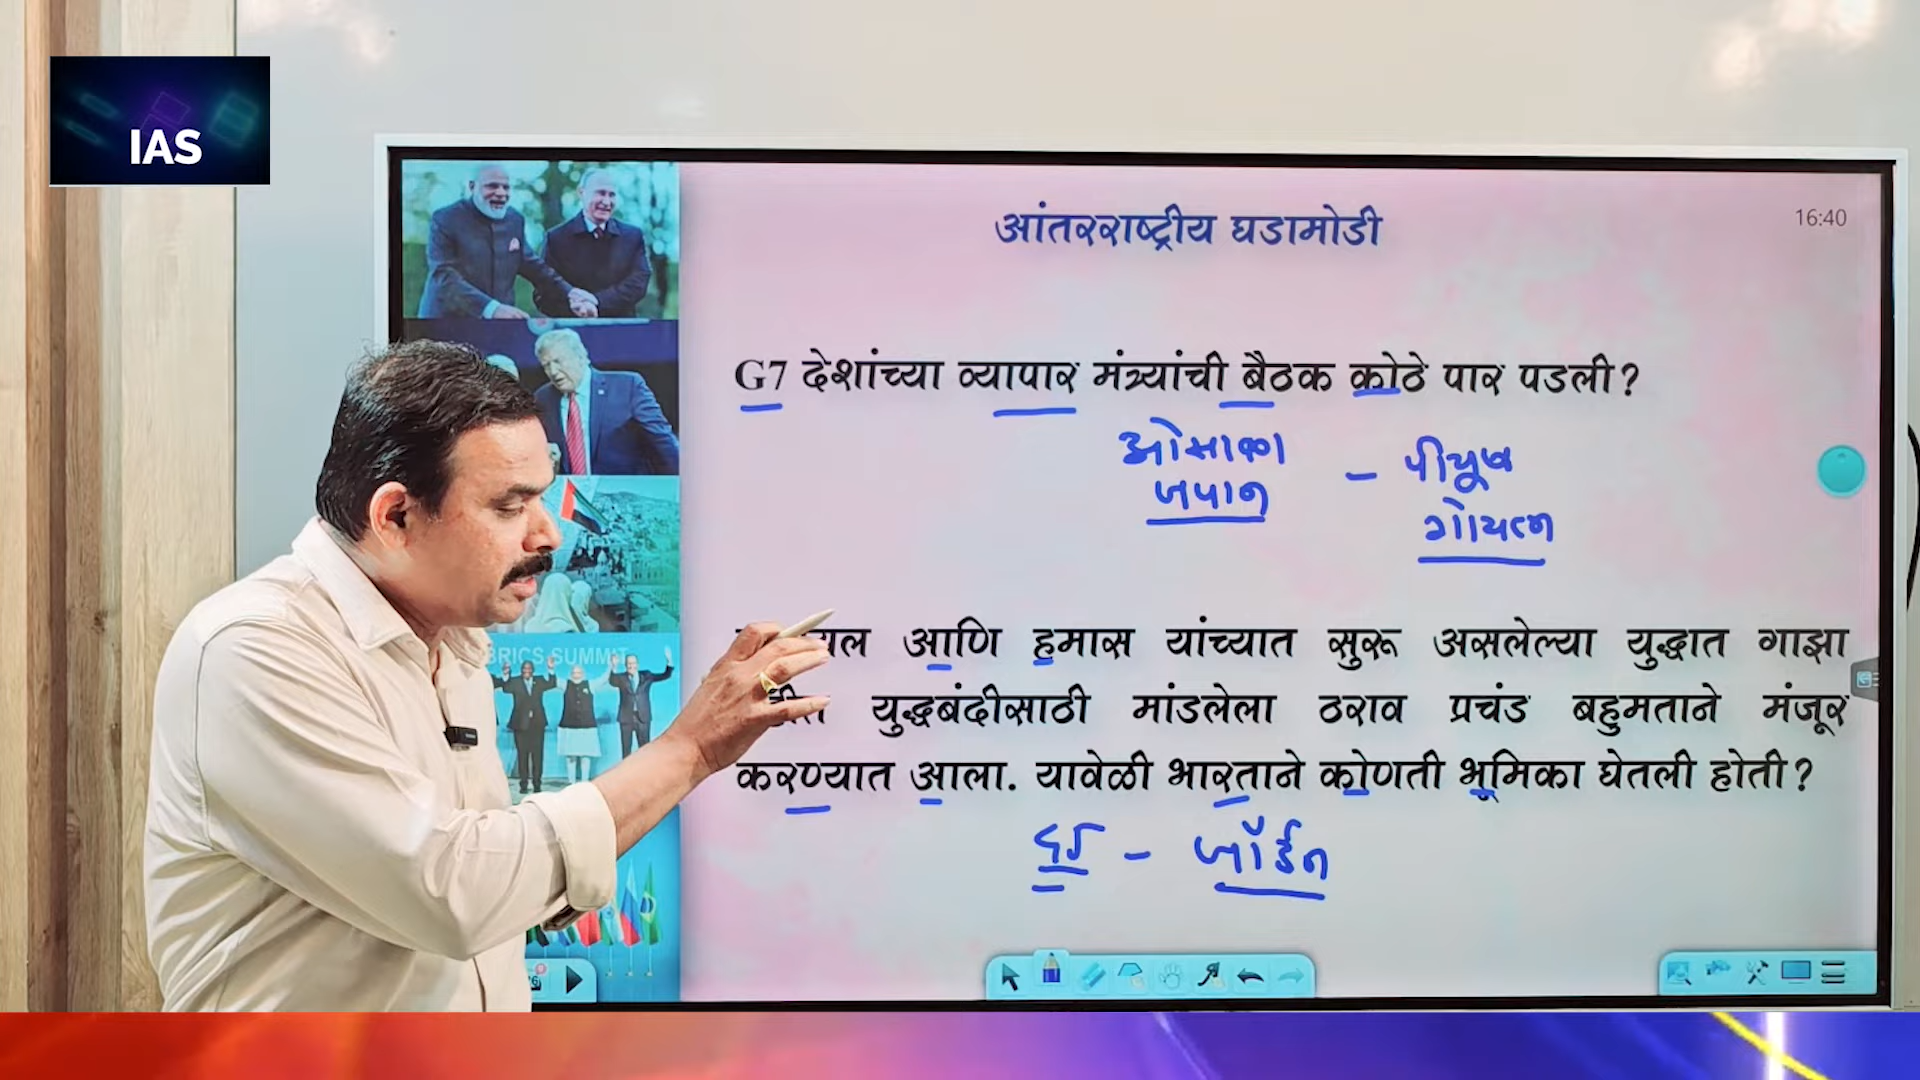 IAS
आंतरराष्ट्रीय घडामोडी
16:40
G7 देशांच्या व्यापार मंत्र्यांची बैठक कोठे पार पडली?
ओसाका – पीयूष
जपान गोयल
आणि हमास यांच्यात सुरू असलेल्या युद्धात गाझा
युद्धबंदीसाठी मांडलेला ठराव प्रचंड बहुमताने मंजूर
करण्यात आला. यावेळी भारताने कोणती भूमिका घेतली होती?
– जॉर्डन
BRICS SUMMIT